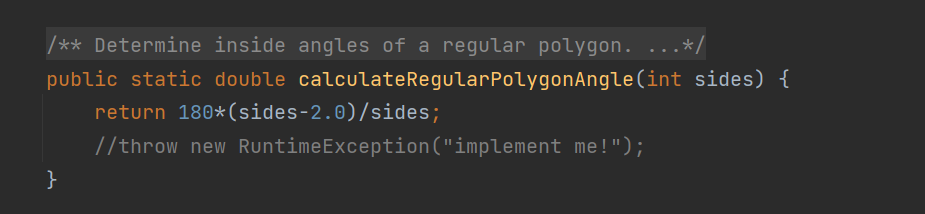 /** Determine inside angles of a regular polygon. ...*/
public static double calculateRegularPolygonAngle(int sides) {
    return 180*(sides-2.0)/sides;
    //throw new RuntimeException("implement me!");
}